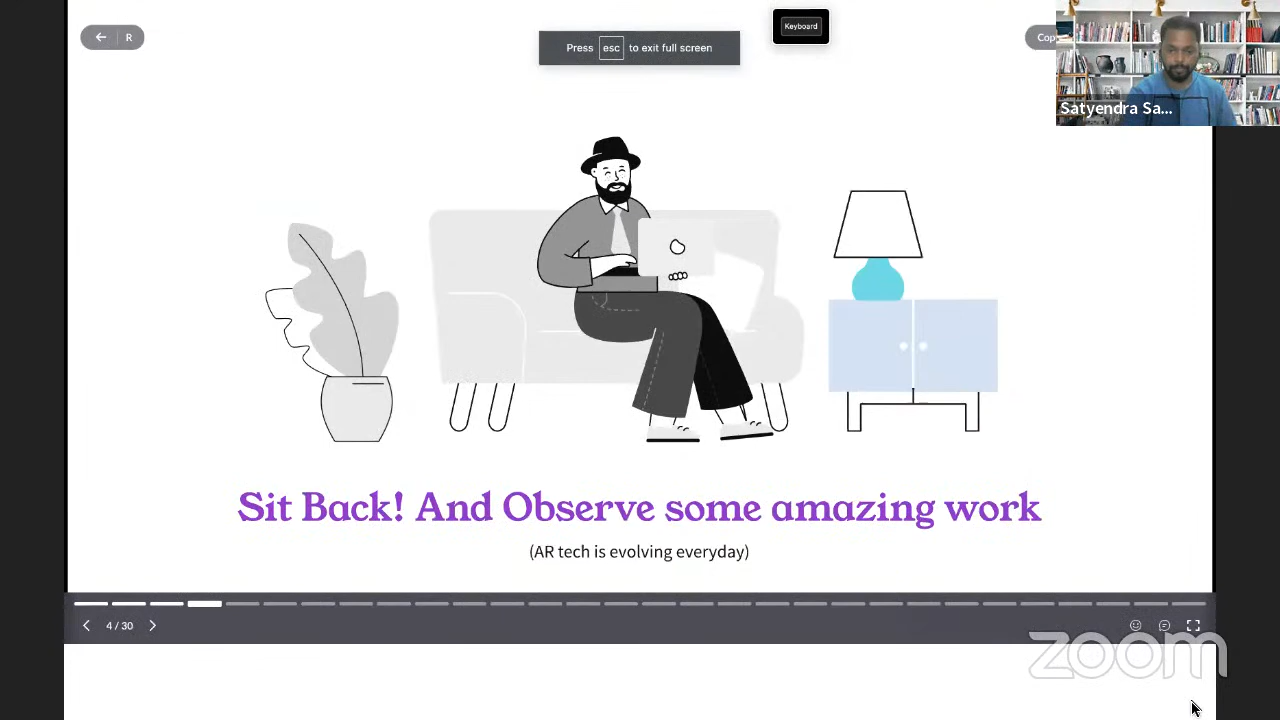 R
Keyboard
Press esc to exit full screen
Cop
Satyendra Sa...
Sit Back! And Observe some amazing work
(AR tech is evolving everyday)
4 / 30
zoom